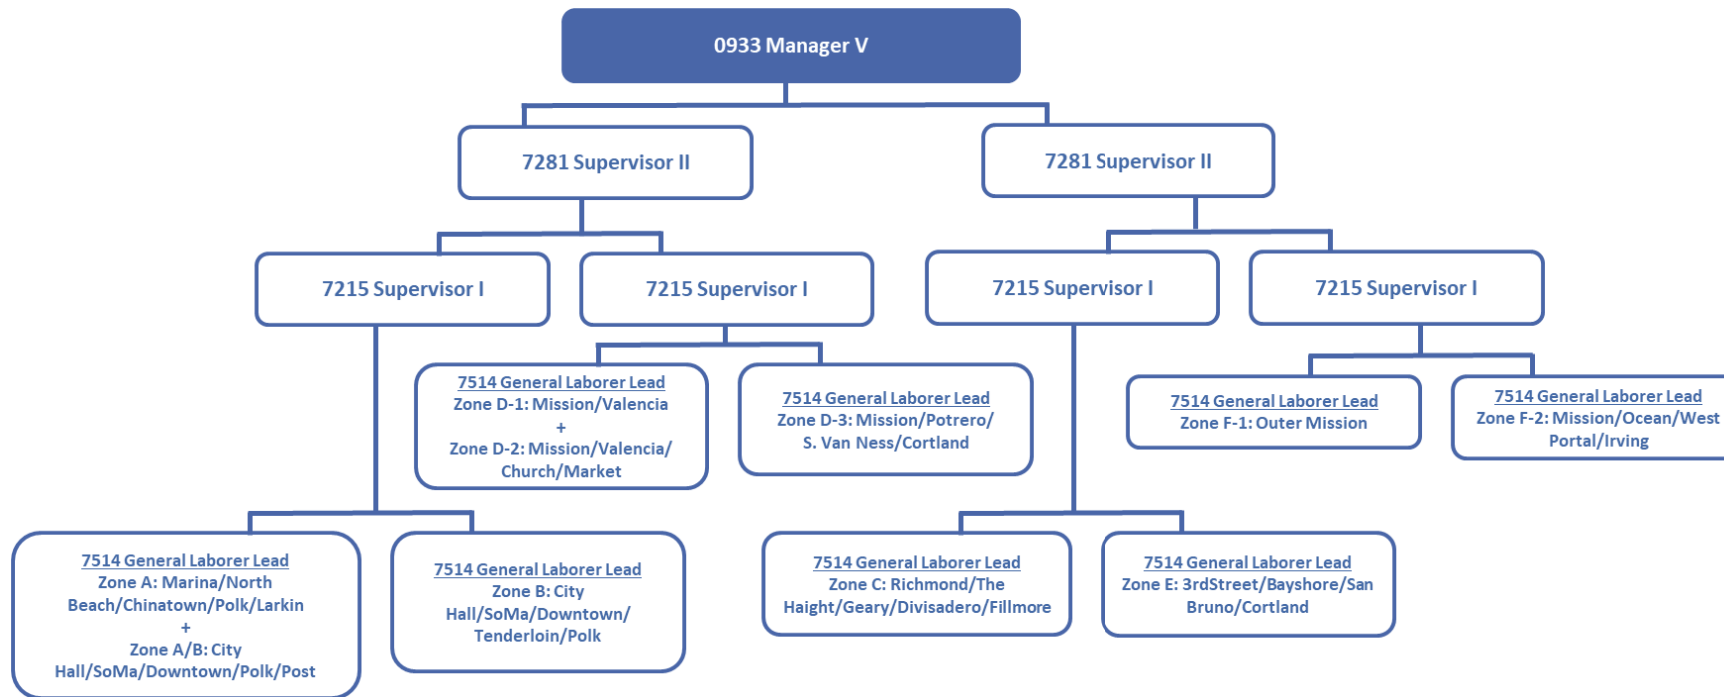 0933 Manager V
7281 Supervisor II
7281 Supervisor II
7215 Supervisor I
7215 Supervisor I
7215 Supervisor I
7215 Supervisor I
7514 General Laborer Lead
Zone D-1: Mission/Valencia
+
Zone D-2: Mission/Valencia/
Church/Market
7514 General Laborer Lead
Zone D-3: Mission/Potrero/
S. Van Ness/Cortland
7514 General Laborer Lead
Zone F-1: Outer Mission
7514 General Laborer Lead
Zone F-2: Mission/Ocean/West
Portal/Irving
7514 General Laborer Lead
Zone A: Marina/North
Beach/Chinatown/Polk/Larkin
+
Zone A/B: City
Hall/SoMa/Downtown/Polk/Post
7514 General Laborer Lead
Zone B: City
Hall/SoMa/Downtown/
Tenderloin/Polk
7514 General Laborer Lead
Zone C: Richmond/The
Haight/Geary/Divisadero/Fillmore
7514 General Laborer Lead
Zone E: 3rdStreet/Bayshore/San
Bruno/Cortland